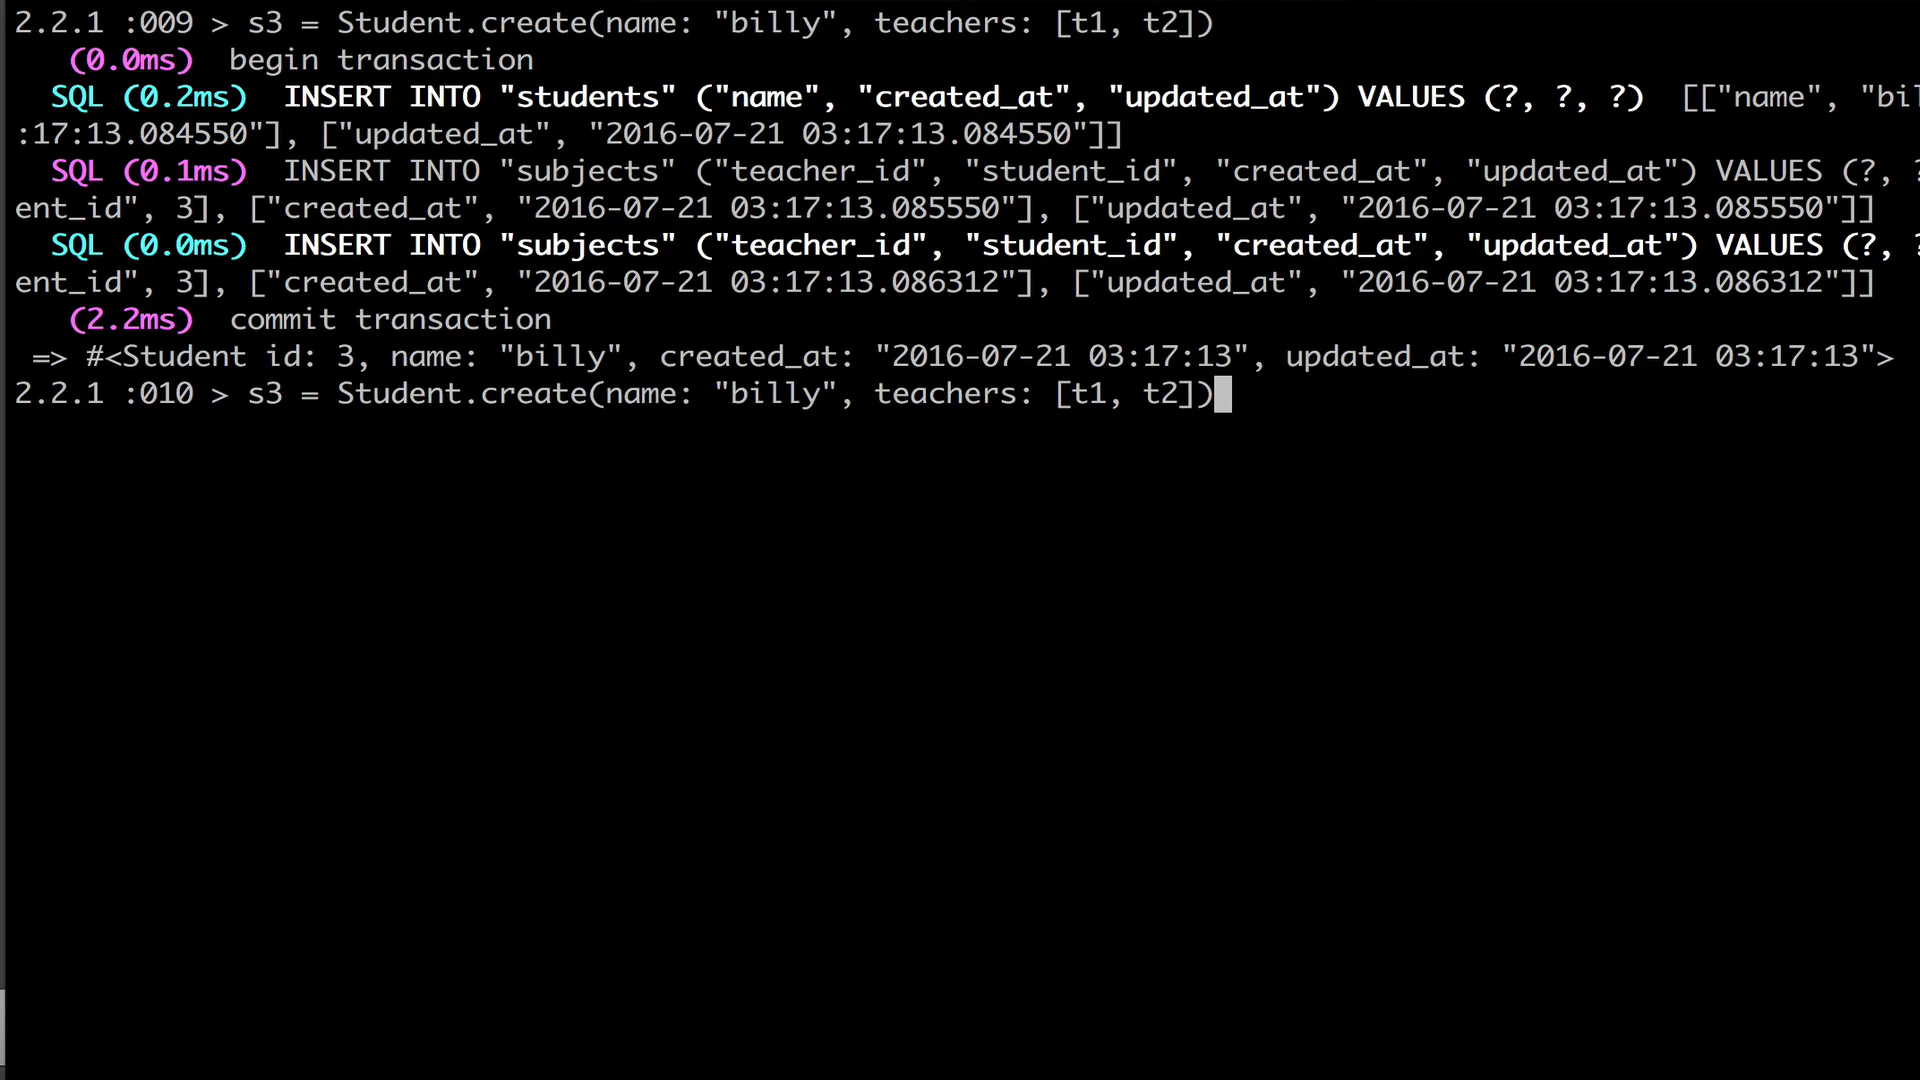 2.2.1 :009 > s3 = Student.create(name: "billy", teachers: [t1, t2])
(0.0ms)  begin transaction
SQL (0.2ms)  INSERT INTO "students" ("name", "created_at", "updated_at") VALUES (?, ?, ?)  [["name", "bil
:17:13.084550"], ["updated_at", "2016-07-21 03:17:13.084550"]]
SQL (0.1ms)  INSERT INTO "subjects" ("teacher_id", "student_id", "created_at", "updated_at") VALUES (?, ?
ent_id", 3], ["created_at", "2016-07-21 03:17:13.085550"], ["updated_at", "2016-07-21 03:17:13.085550"]]
SQL (0.0ms)  INSERT INTO "subjects" ("teacher_id", "student_id", "created_at", "updated_at") VALUES (?, ?
ent_id", 3], ["created_at", "2016-07-21 03:17:13.086312"], ["updated_at", "2016-07-21 03:17:13.086312"]]
(2.2ms)  commit transaction
=> #<Student id: 3, name: "billy", created_at: "2016-07-21 03:17:13", updated_at: "2016-07-21 03:17:13">
2.2.1 :010 > s3 = Student.create(name: "billy", teachers: [t1, t2])